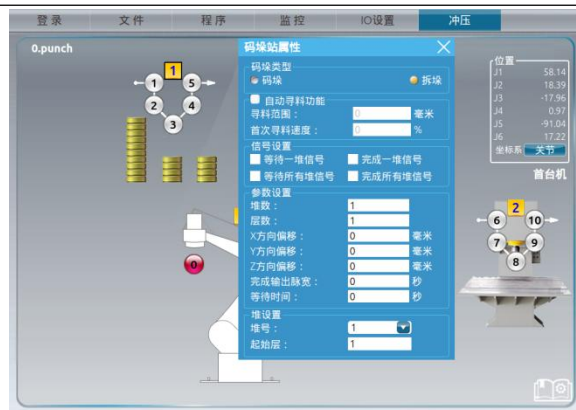 登录 文件 程序 监控 IO设置 冲压
0.punch
码垛站属性
码垛类型
码垛 拆垛
自动寻料功能
寻料范围： 0 毫米
首次寻料速度： 0 %
信号设置
等待一堆信号 完成一堆信号
等待所有堆信号 完成所有堆信号
参数设置
堆数： 1
层数： 1
X方向偏移： 0 毫米
Y方向偏移： 0 毫米
Z方向偏移： 0 毫米
完成输出脉宽： 0 秒
等待时间： 0 秒
堆设置
堆号： 1
起始层： 1
1
1 5
2 4
3
0
位置
J1 58.14
J2 18.39
J3 -17.96
J4 0.97
J5 -91.04
J6 17.22
坐标系 关节
首台机
2
6 10
7 9
8